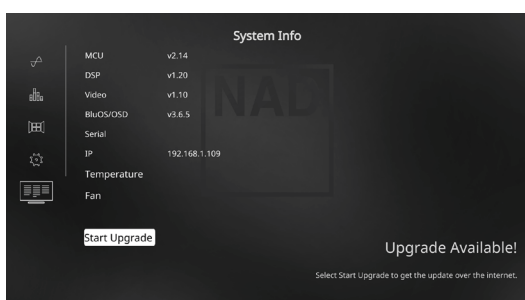 System Info
MCU v2.14
DSP v1.20
Video v1.10
BluOS/OSD v3.6.5
Serial
IP 192.168.1.109
Temperature
Fan
NAD
Start Upgrade
Upgrade Available!
Select Start Upgrade to get the update over the internet.